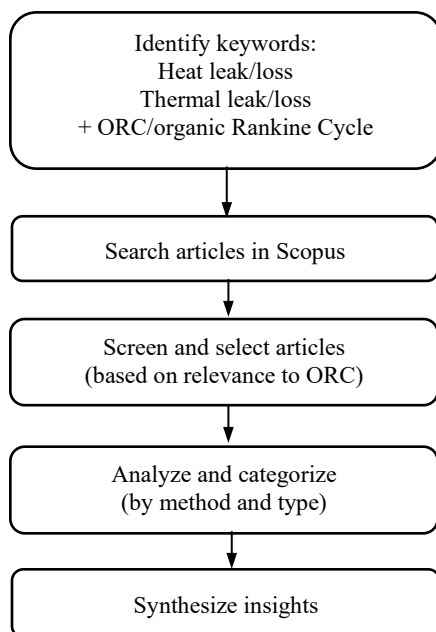 Identify keywords:
Heat leak/loss
Thermal leak/loss
+ ORC/organic Rankine Cycle
Search articles in Scopus
Screen and select articles
(based on relevance to ORC)
Analyze and categorize
(by method and type)
Synthesize insights